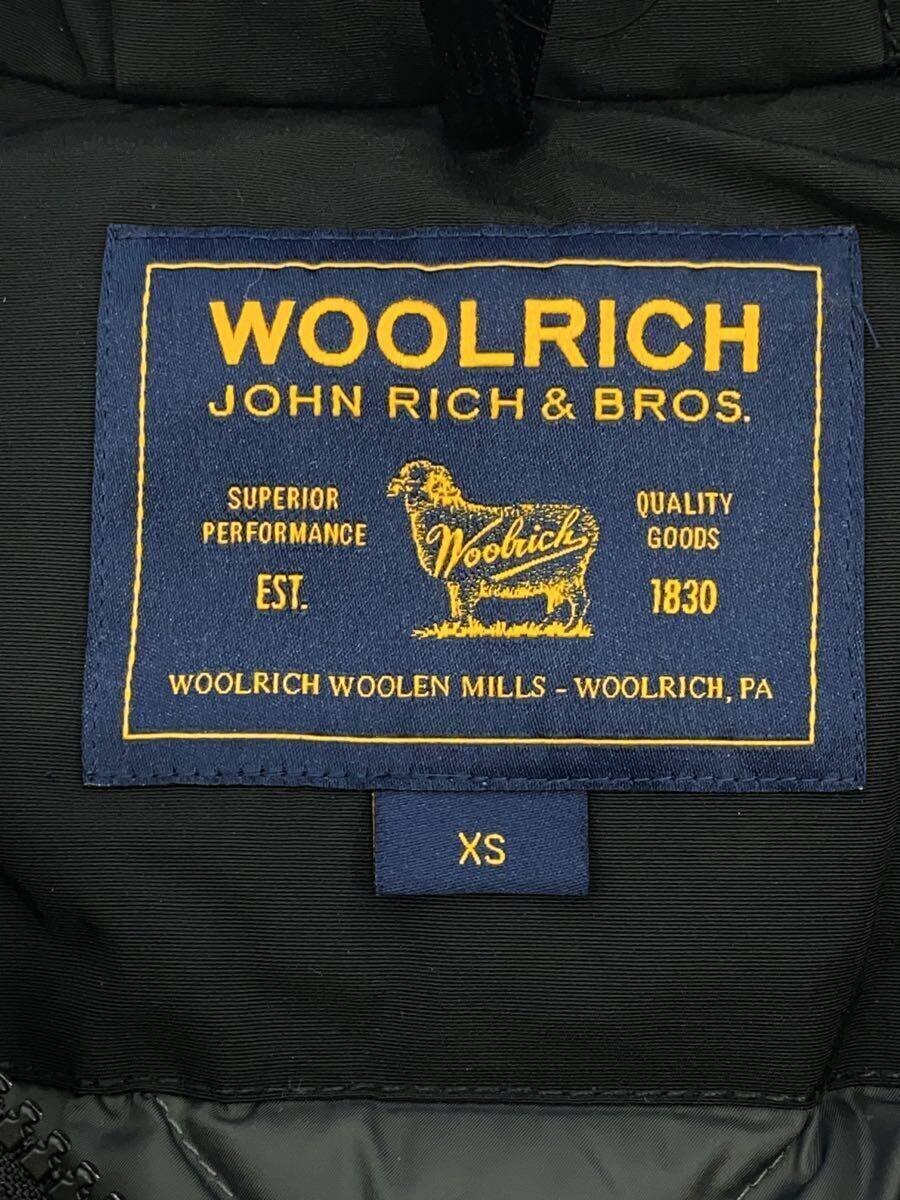 WOOLRICH
JOHN RICH & BROS.
SUPERIOR
PERFORMANCE
EST.
Woolrich
QUALITY
GOODS
1830
WOOLRICH WOOLEN MILLS - WOOLRICH, PA
XS